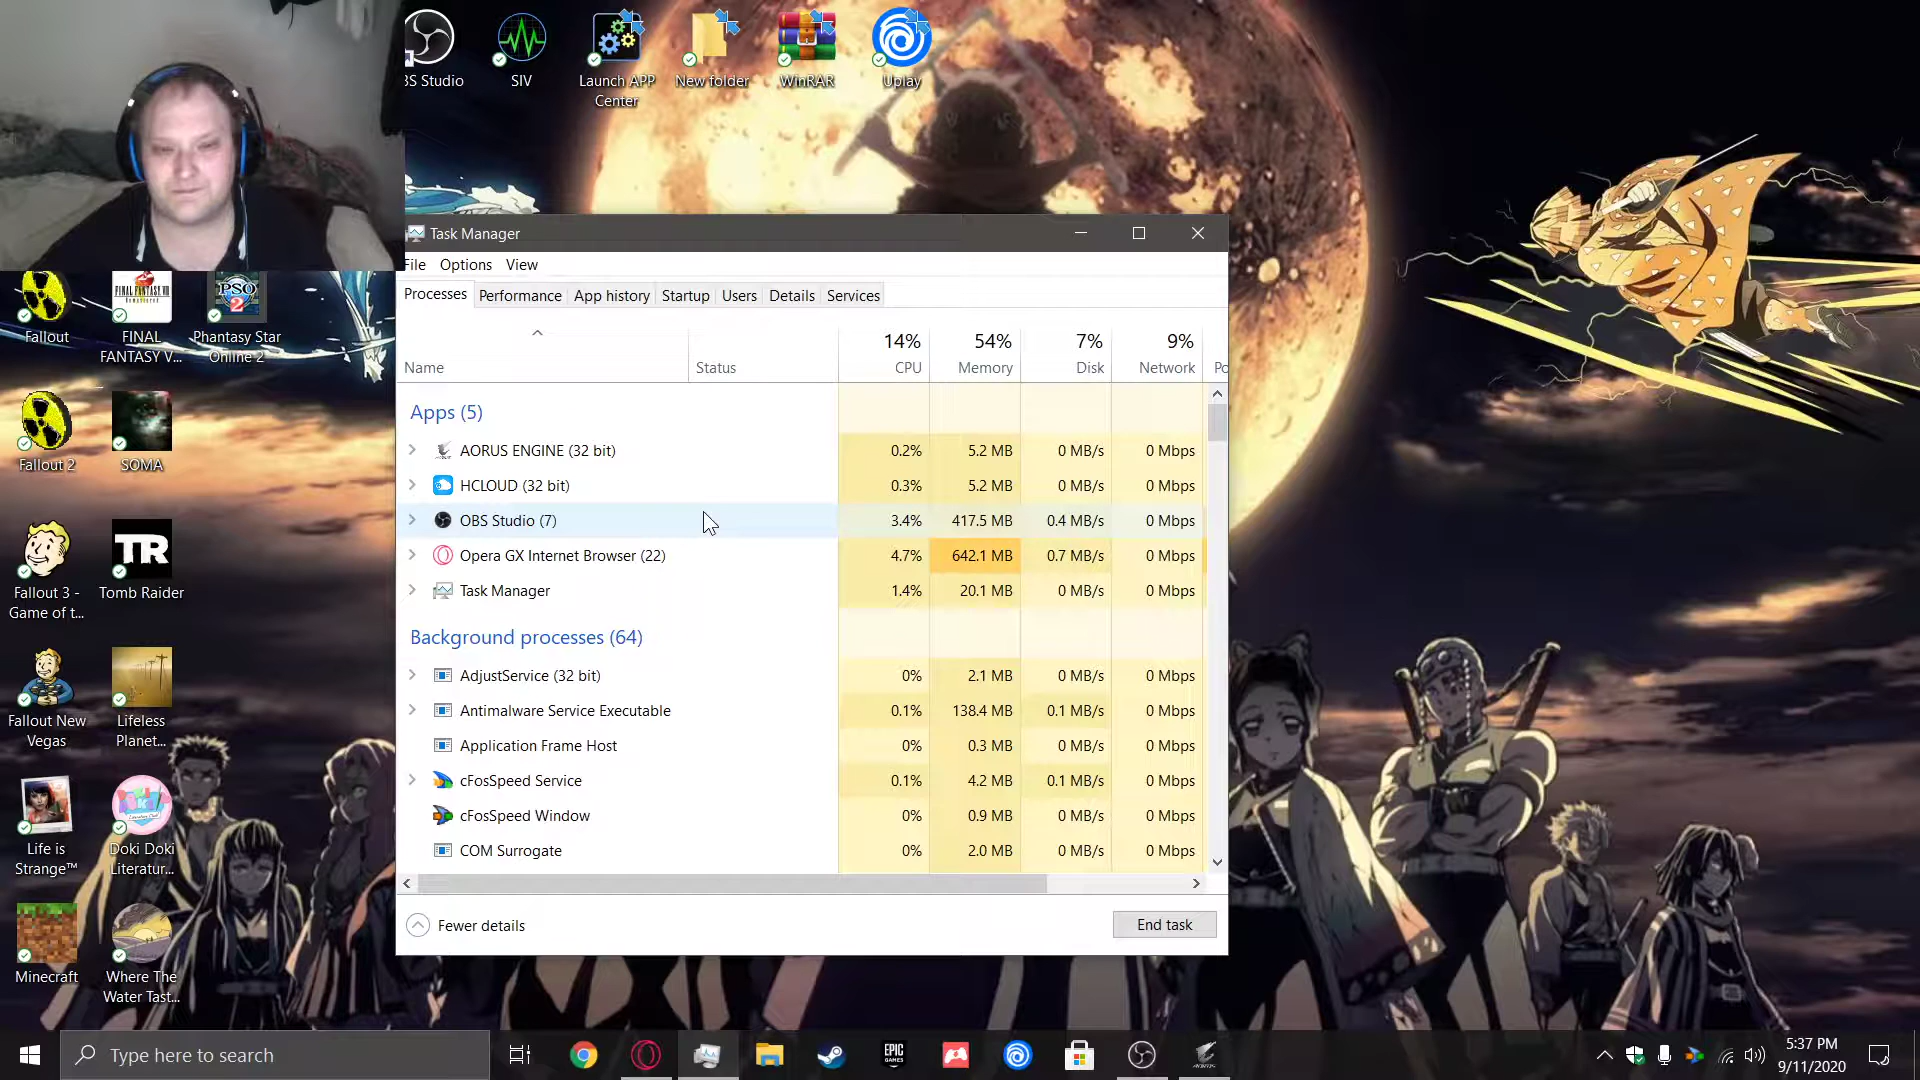 BS Studio
SIV
Launch APP
Center
New folder
WinRAR
Uplay
Task Manager
File Options View
Processes Performance App history Startup Users Details Services
14% 54% 7% 9%
Name Status CPU Memory Disk Network Po
Apps (5)
AORUS ENGINE (32 bit) 0.2% 5.2 MB 0 MB/s 0 Mbps
HCLOUD (32 bit) 0.3% 5.2 MB 0 MB/s 0 Mbps
OBS Studio (7) 3.4% 417.5 MB 0.4 MB/s 0 Mbps
Opera GX Internet Browser (22) 4.7% 642.1 MB 0.7 MB/s 0 Mbps
Task Manager 1.4% 20.1 MB 0 MB/s 0 Mbps
Background processes (64)
AdjustService (32 bit) 0% 2.1 MB 0 MB/s 0 Mbps
Antimalware Service Executable 0.1% 138.4 MB 0.1 MB/s 0 Mbps
Application Frame Host 0% 0.3 MB 0 MB/s 0 Mbps
cFosSpeed Service 0.1% 4.2 MB 0.1 MB/s 0 Mbps
cFosSpeed Window 0% 0.9 MB 0 MB/s 0 Mbps
COM Surrogate 0% 2.0 MB 0 MB/s 0 Mbps
Fewer details
End task
FINAL FANTASY VIII
PSO
2
Fallout
FINAL
FANTASY V...
Phantasy Star
Online 2
Fallout 2
SOMA
TR
Fallout 3 -
Game of t...
Tomb Raider
Fallout New
Vegas
Lifeless
Planet...
Life is
Strange™
Doki Doki
Literatur...
Minecraft
Where The
Water Tast...
Type here to search
EPIC
GAMES
5:37 PM
9/11/2020